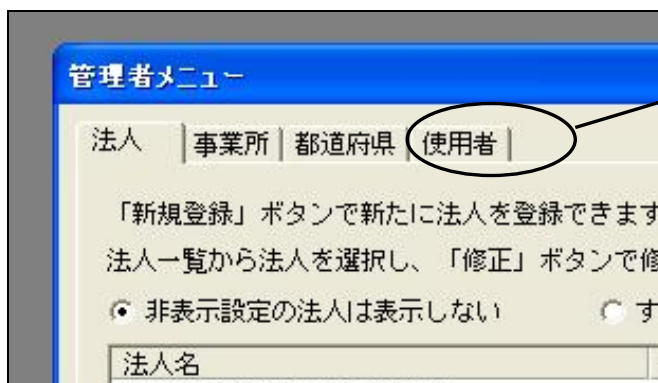 管理者メニュー
法人 事業所 都道府県 使用者
「新規登録」ボタンで新たに法人を登録できます
法人一覧から法人を選択し、「修正」ボタンで修
非表示設定の法人は表示しない す
法人名